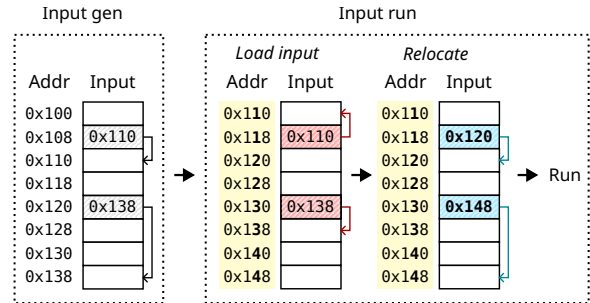 Input gen
Input run
Load input
Relocate
Addr Input
Addr Input
Addr Input
0x100
0x110
0x110
0x108 0x110
0x118 0x110
0x118 0x120
0x110
0x120
0x120
0x118
0x128
0x128
Run
0x120 0x138
0x130 0x138
0x130 0x148
0x128
0x138
0x138
0x130
0x140
0x140
0x138
0x148
0x148